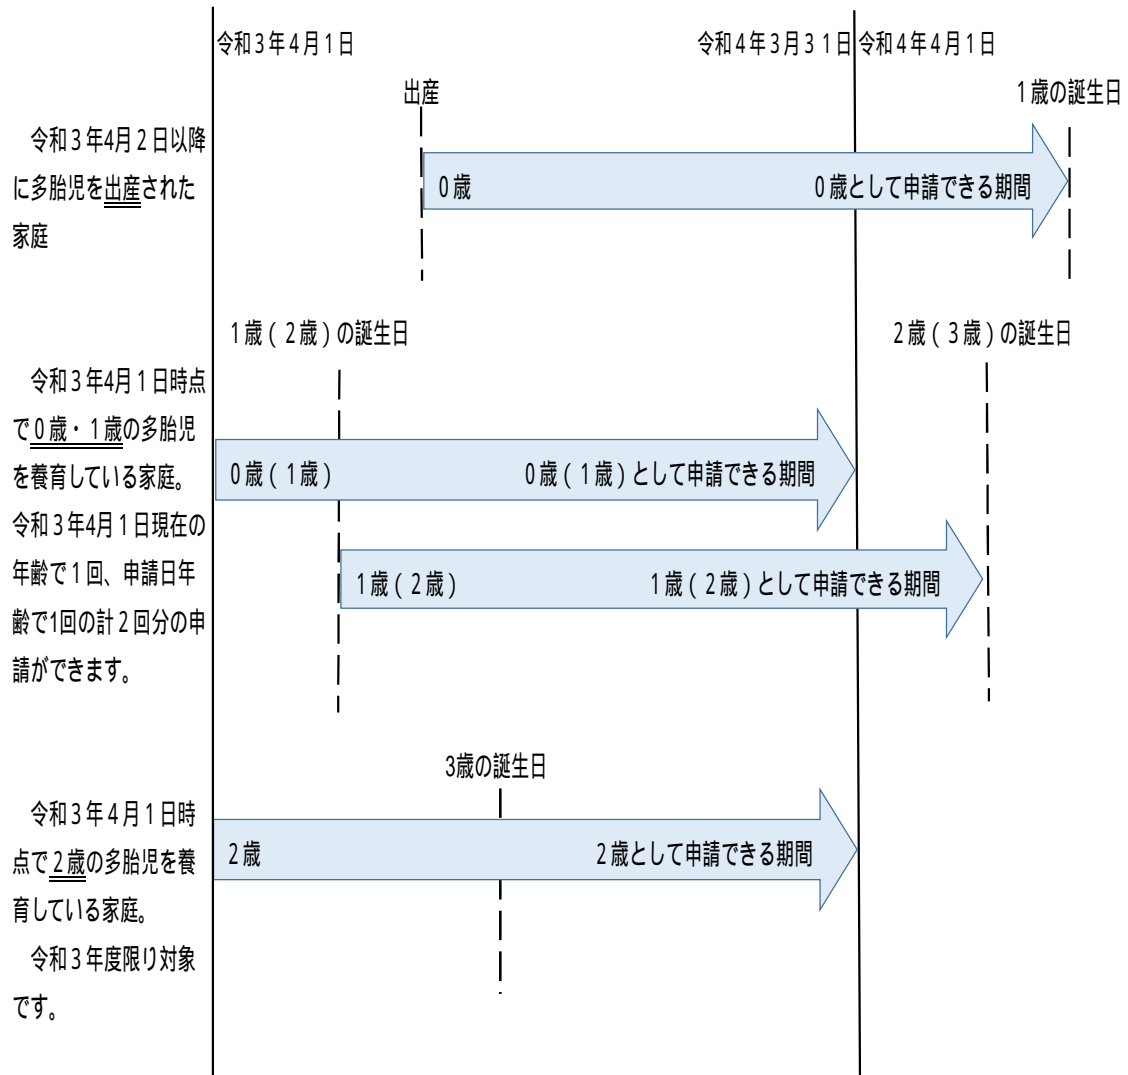 令和３年４月１日
令和４年３月３１日
令和４年４月１日
出産
１歳の誕生日
令和３年4月２日以降
に多胎児を出産された
家庭
０歳
０歳として申請できる期間
１歳（２歳）の誕生日
２歳（３歳）の誕生日
令和３年4月１日時点
で０歳・１歳の多胎児
を養育している家庭。
令和３年4月１日現在の
年齢で１回、申請日年
齢で1回の計２回分の申
請ができます。
０歳（１歳）
０歳（１歳）として申請できる期間
１歳（２歳）
１歳（２歳）として申請できる期間
3歳の誕生日
令和３年４月１日時
点で２歳の多胎児を養
育している家庭。
令和３年度限り対象
です。
２歳
２歳として申請できる期間